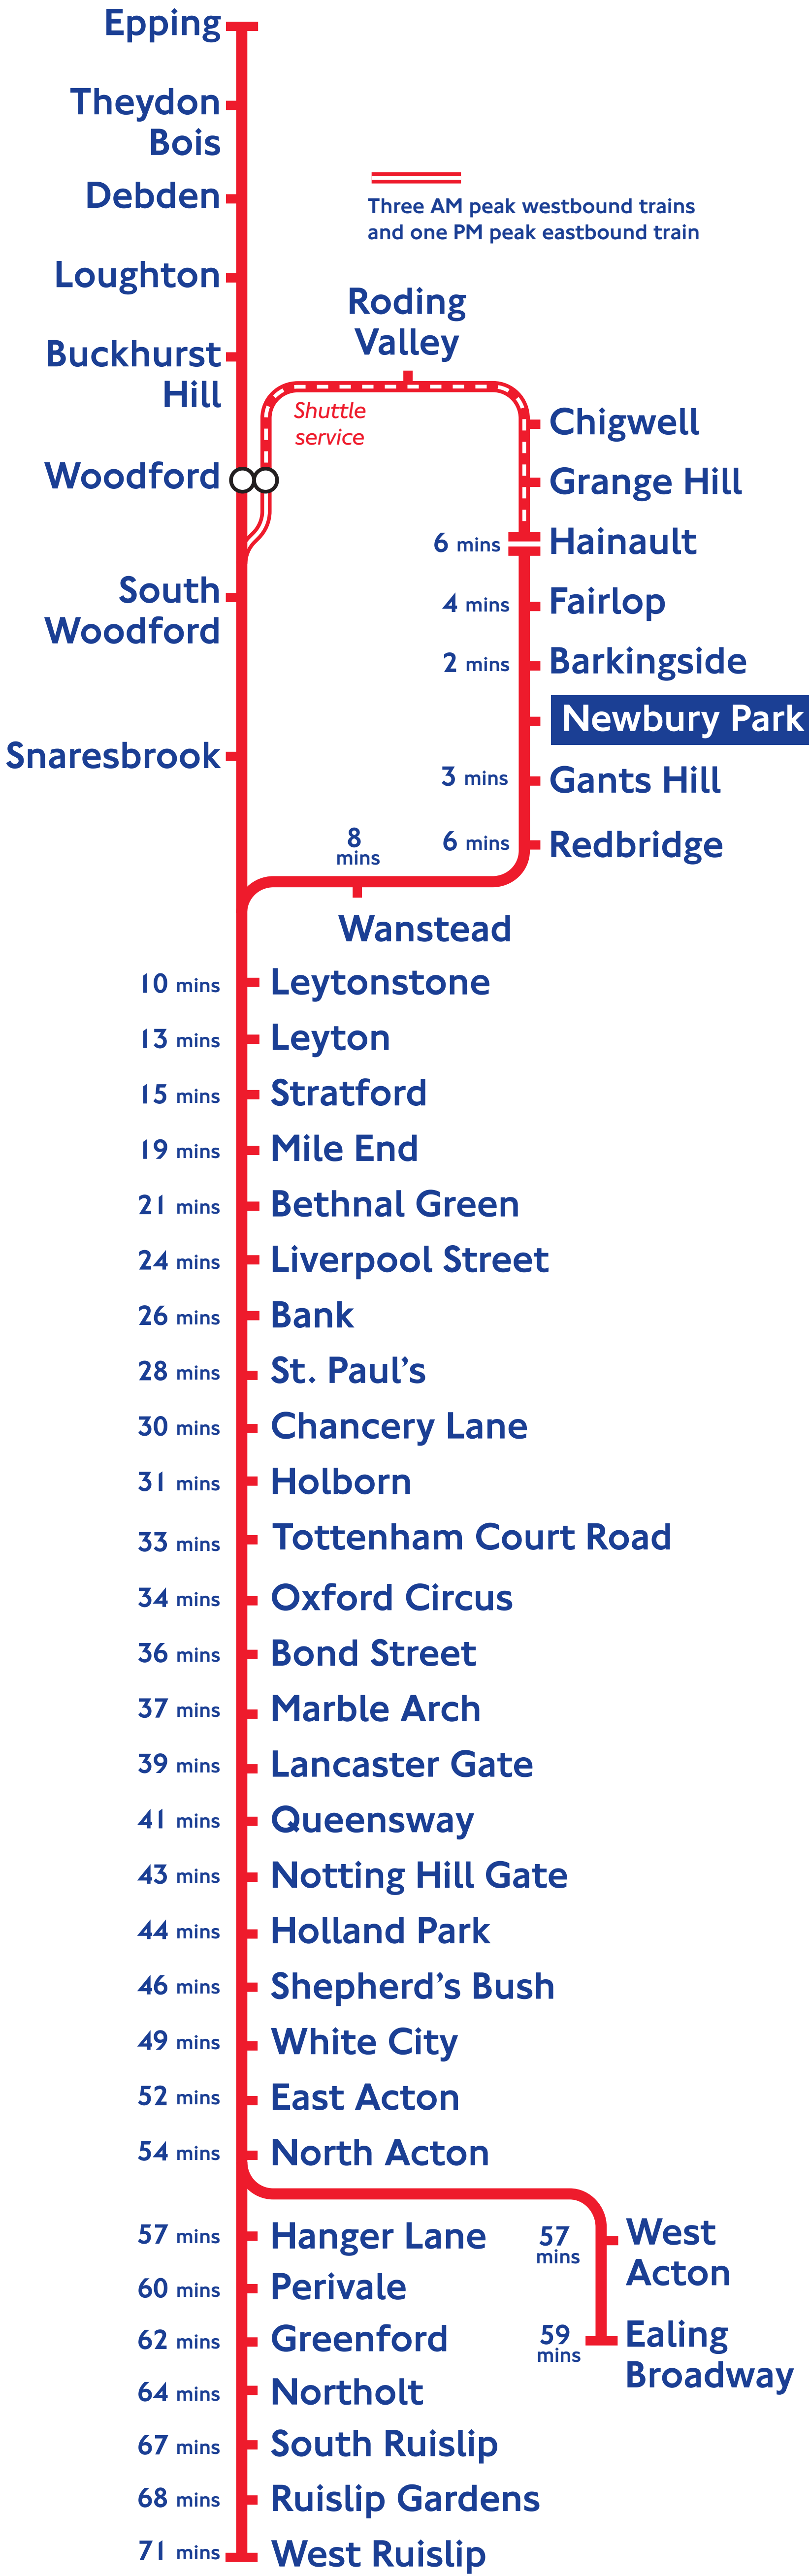 Epping
Theydon
Bois
Debden
Three AM peak westbound trains
and one PM peak eastbound train
Loughton
Roding
Valley
Buckhurst
Hill
Shuttle
service
Chigwell
Woodford
Grange Hill
6 mins Hainault
South
Woodford
4 mins Fairlop
2 mins Barkingside
Newbury Park
Snaresbrook
3 mins Gants Hill
6 mins Redbridge
8
mins
Wanstead
10 mins Leytonstone
13 mins Leyton
15 mins Stratford
19 mins Mile End
21 mins Bethnal Green
24 mins Liverpool Street
26 mins Bank
28 mins St. Paul's
30 mins Chancery Lane
31 mins Holborn
33 mins Tottenham Court Road
34 mins Oxford Circus
36 mins Bond Street
37 mins Marble Arch
39 mins Lancaster Gate
41 mins Queensway
43 mins Notting Hill Gate
44 mins Holland Park
46 mins Shepherd's Bush
49 mins White City
52 mins East Acton
54 mins North Acton
57 mins Hanger Lane
57
mins
West
Acton
60 mins Perivale
62 mins Greenford
59
mins
Ealing
Broadway
64 mins Northolt
67 mins South Ruislip
68 mins Ruislip Gardens
71 mins West Ruislip